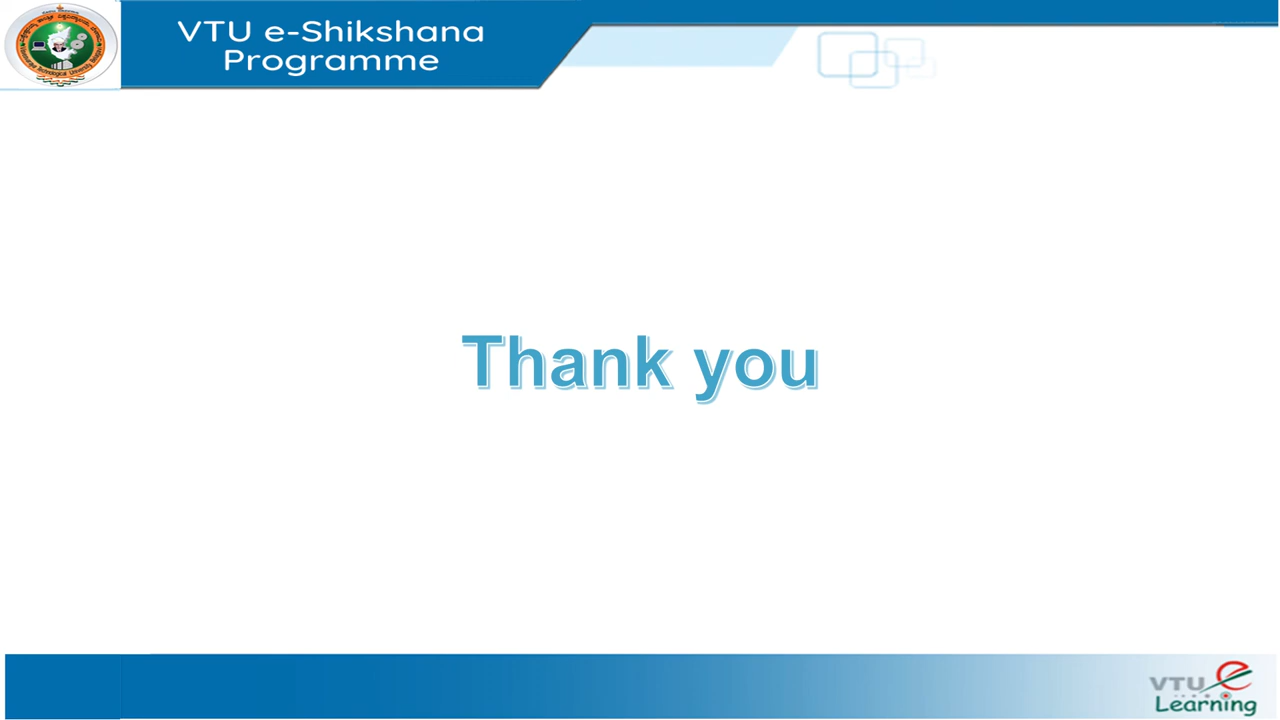 VTU e-Shikshana
Programme
Thank you
VTU e
Learning